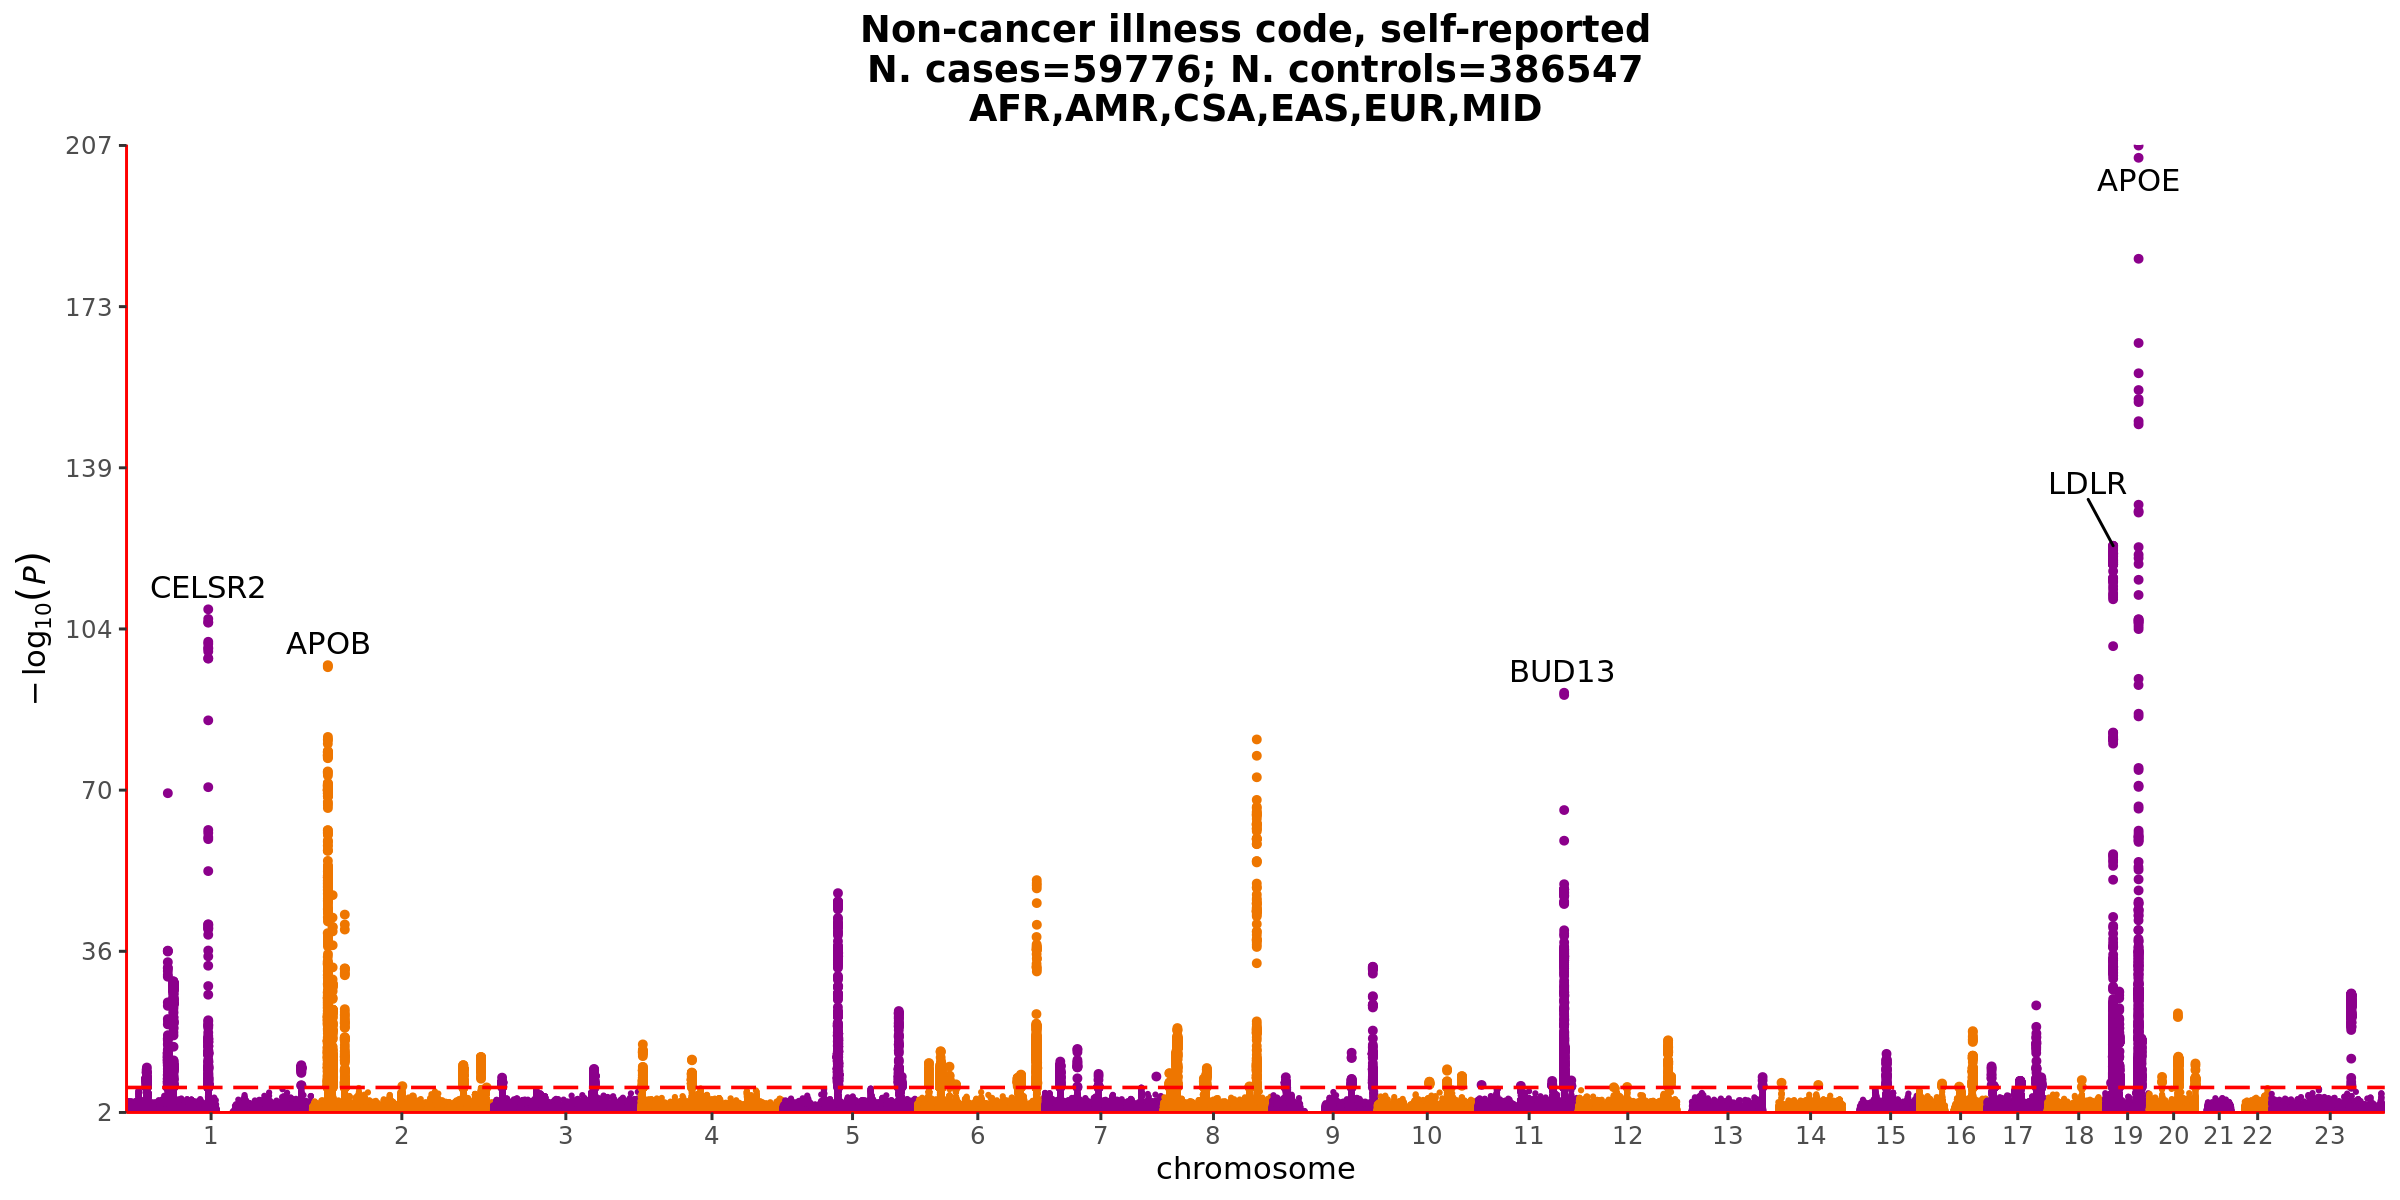 Non-cancer illness code, self-reported
N. cases=59776; N. controls=386547
AFR,AMR,CSA,EAS,EUR,MID
207
APOE
173
139
LDLR
CELSR2
104
APOB
BUD13
70
36
2
−log10(P)
1 2 3 4 5 6 7 8 9 10 11 12 13 14 15 16 17 18 19 20 21 22 23
chromosome